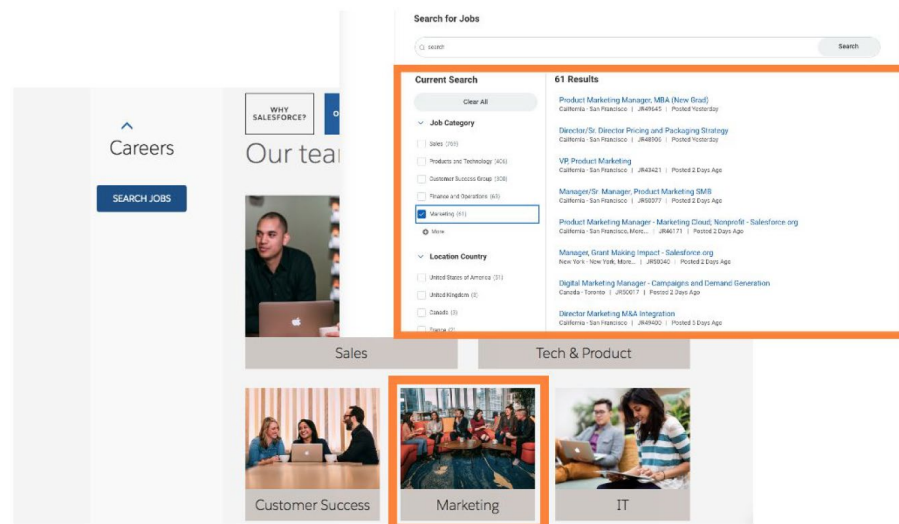 Search for Jobs
search
Search
Current Search
Clear All
Job Category
Sales (789)
Products and Technology (606)
Customer Success Group (308)
Finance and Operations (63)
Marketing (61)
More
Location Country
United States of America (51)
United Kingdom (3)
Canada (3)
France (2)
61 Results
Product Marketing Manager, MBA (New Grad)
California - San Francisco | JR49645 | Posted Yesterday
Director/Sr. Director Pricing and Packaging Strategy
California - San Francisco | JR48906 | Posted Yesterday
VP, Product Marketing
California - San Francisco | JR43421 | Posted 2 Days Ago
Manager/Sr. Manager, Product Marketing SMB
California - San Francisco | JR50077 | Posted 2 Days Ago
Product Marketing Manager - Marketing Cloud; Nonprofit - Salesforce.org
California - San Francisco, More... | JR46171 | Posted 2 Days Ago
Manager, Grant Making Impact - Salesforce.org
New York - New York, More... | JR50040 | Posted 2 Days Ago
Digital Marketing Manager - Campaigns and Demand Generation
Canada - Toronto | JR50017 | Posted 2 Days Ago
Director Marketing M&A Integration
California - San Francisco | JR49400 | Posted 3 Days Ago
Careers
SEARCH JOBS
WHY
SALESFORCE?
Our tea
Sales
Tech & Product
Customer Success
Marketing
IT